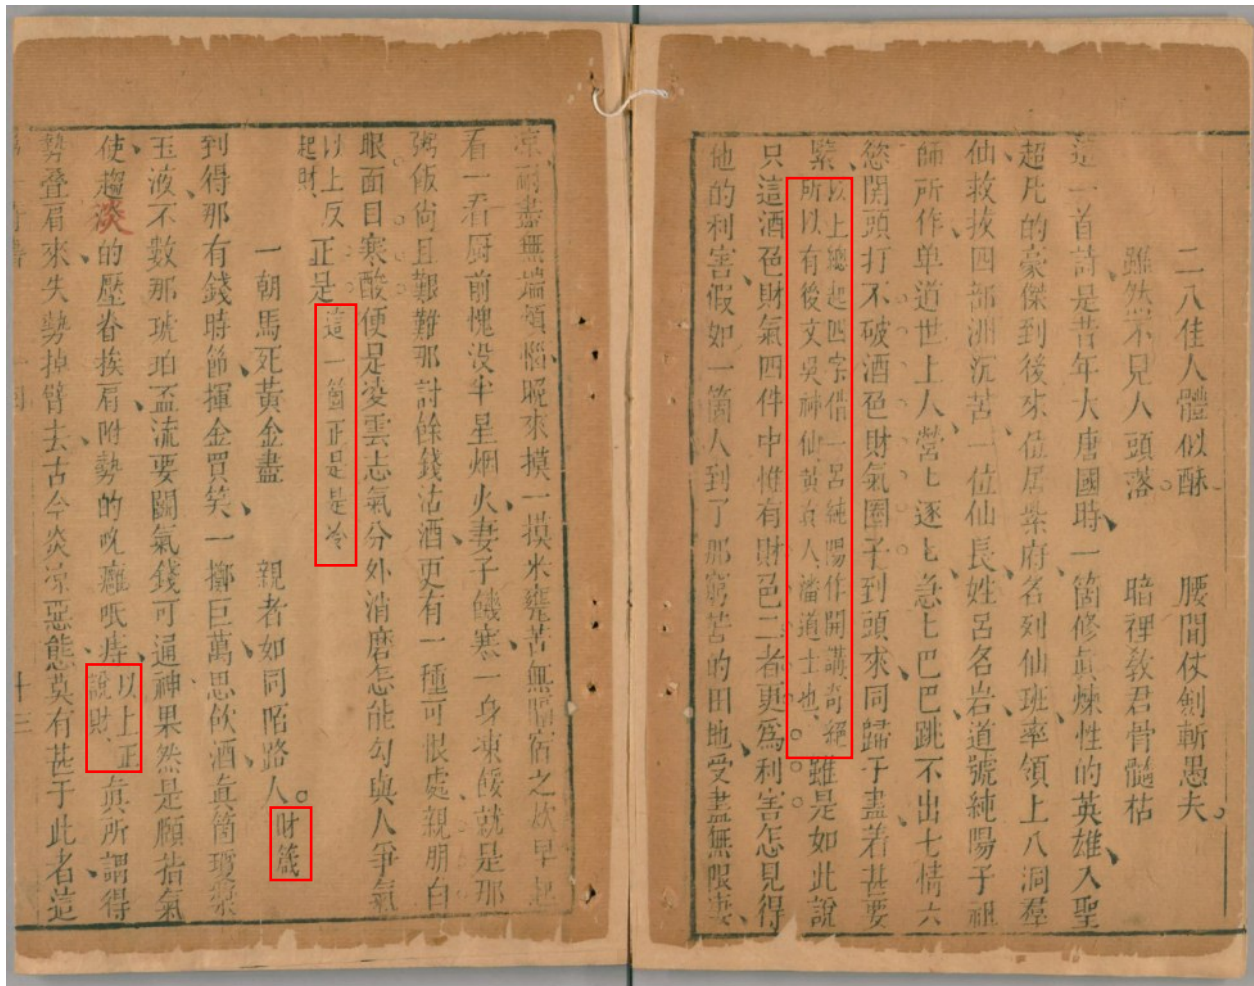 二八佳人體似酥　腰間仗劍斬愚夫
雖然不見人頭落　暗裡教君骨髓枯
這一首詩是昔年大唐國時一箇修眞煉性的英雄入聖
超凡的豪傑到後來位居紫府名列仙班率領上八洞羣
仙救拔四部洲沉苦一位仙長姓呂名岩道號純陽子祖
師所作单道世上人營七逐七急七巴巴跳不出七情六
慾関頭打不破酒色財氣圈子到頭來同歸于盡着甚要
緊以上總起四字借一呂純陽作開講奇絕所以有後文吳神仙黃眞人潘道士也雖是如此說
只這酒色財氣四件中惟有財色二者更爲利害怎見得
他的利害假如一箇人到了那窮苦的田地受盡無限凄
凉耐盡無端頓惱晚來摸一摸米甕苦無隔宿之炊早起
看一看厨前愧没半星烟火妻子饑寒一身凍餒就是那
粥飯尚且艱難那討餘錢沽酒更有一種可恨處親朋白
眼面目寒酸便是凌雲志氣分外消磨怎能勾與人爭氣
以上反起財正是這一箇正是是冷
一朝馬死黃金盡　親者如同陌路人財箴
到得那有錢時節揮金買笑一擲巨萬思飲酒眞箇瓊漿
玉液不數那琥珀盃流要鬭氣錢可通神果然是頤指氣
使趨淡的壓脊挨肩附勢的吮癰舐痔以上正說財眞所謂得
勢疊肩來失勢掉臂去古今炎凉惡態莫有甚于此者這
十三